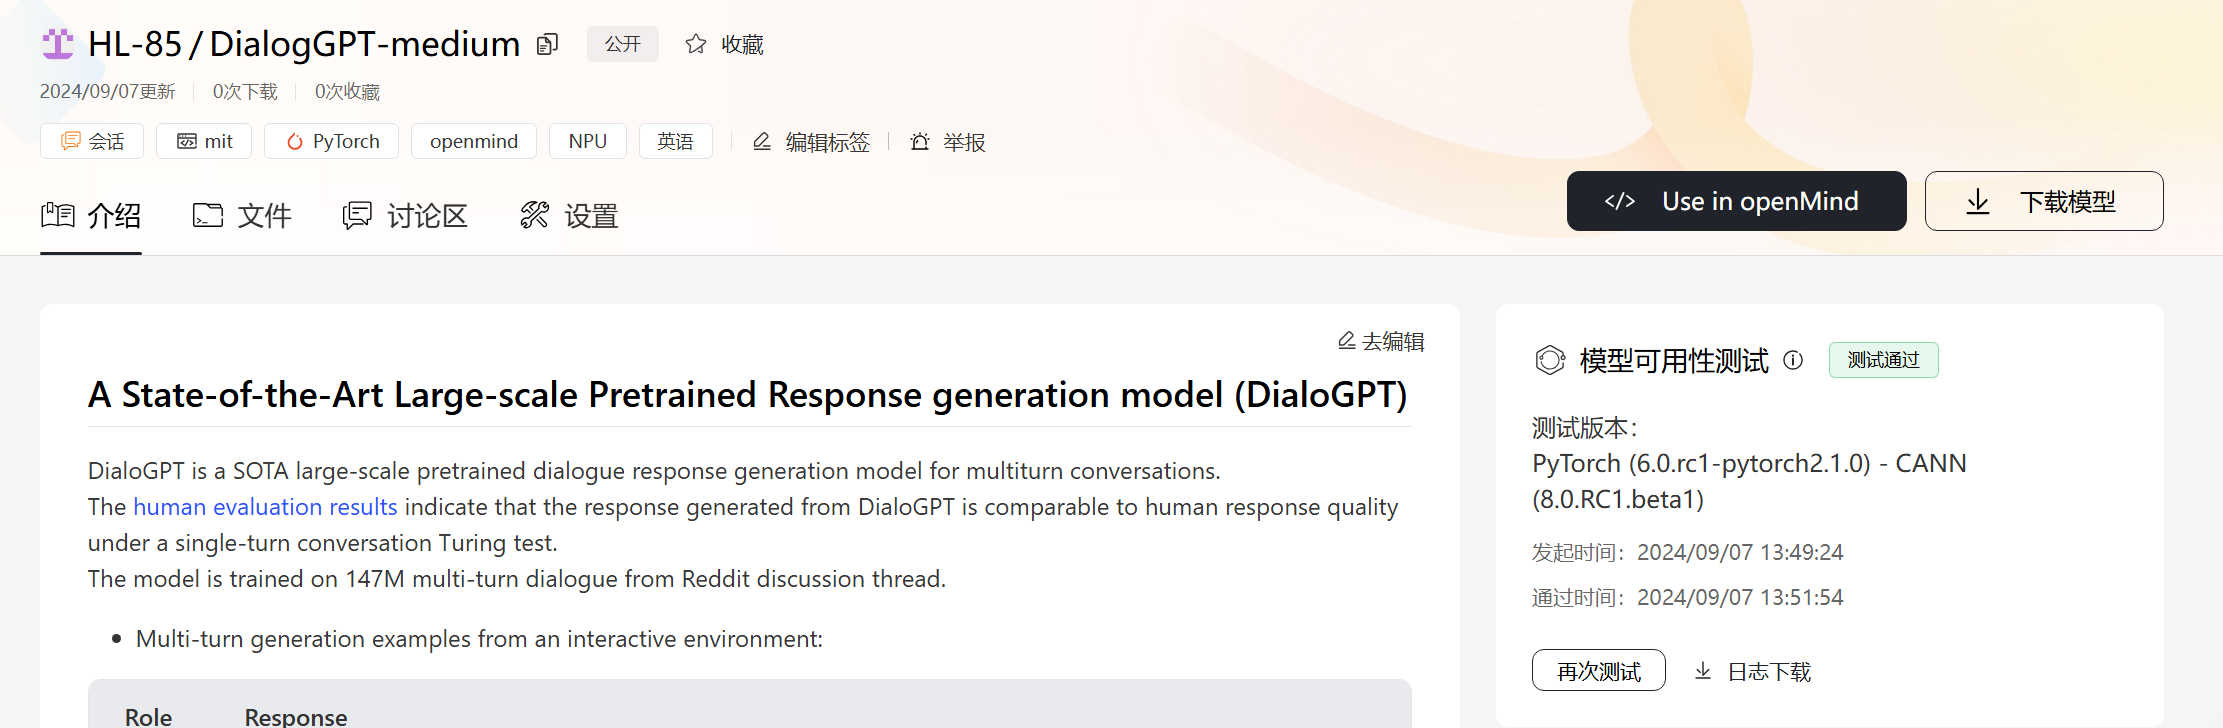 HL-85 / DialogGPT-medium 公开 收藏
2024/09/07更新 0次下载 0次收藏
会话 mit PyTorch openmind NPU 英语 编辑标签 举报
介绍 文件 讨论区 设置
Use in openMind 下载模型
去编辑
A State-of-the-Art Large-scale Pretrained Response generation model (DialoGPT)
DialoGPT is a SOTA large-scale pretrained dialogue response generation model for multiturn conversations.
The human evaluation results indicate that the response generated from DialoGPT is comparable to human response quality
under a single-turn conversation Turing test.
The model is trained on 147M multi-turn dialogue from Reddit discussion thread.
• Multi-turn generation examples from an interactive environment:
Role Response
模型可用性测试 测试通过
测试版本：
PyTorch (6.0.rc1-pytorch2.1.0) - CANN
(8.0.RC1.beta1)
发起时间：2024/09/07 13:49:24
通过时间：2024/09/07 13:51:54
再次测试 日志下载